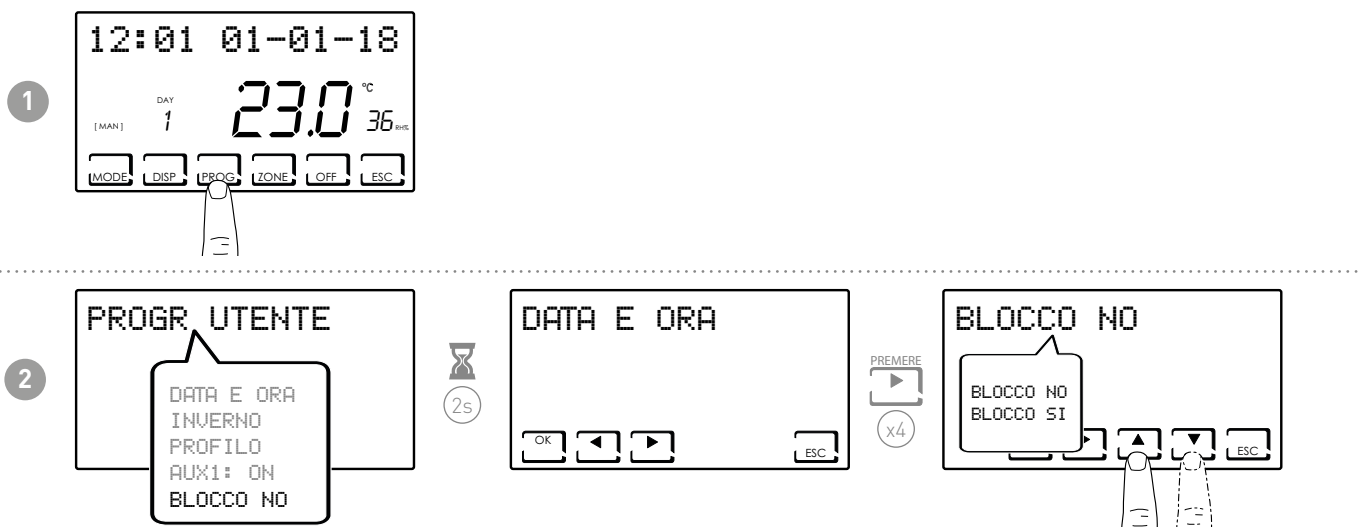 1
12:01 01-01-18
DAY
[MAN] 1 23.0 °C 36 RH%
MODE DISP PROG ZONE OFF ESC
2
PROGR UTENTE
DATA E ORA
INVERNO
PROFILO
AUX1: ON
BLOCCO NO
2s
DATA E ORA
OK ESC
PREMERE
x4
BLOCCO NO
BLOCCO NO
BLOCCO SI
ESC